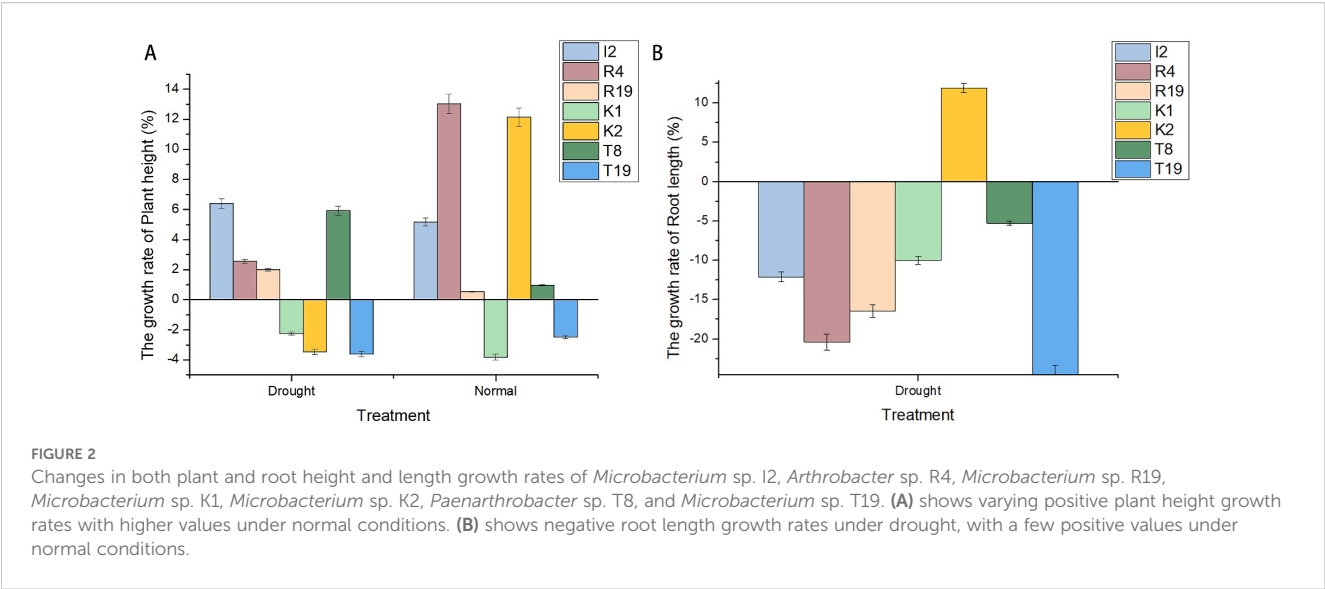 A
I2
R4
R19
K1
K2
T8
T19
The growth rate of Plant height (%)
14
12
10
8
6
4
2
0
-2
-4
Drought
Normal
Treatment
B
I2
R4
R19
K1
K2
T8
T19
The growth rate of Root length (%)
10
5
0
-5
-10
-15
-20
Drought
Treatment
FIGURE 2
Changes in both plant and root height and length growth rates of Microbacterium sp. I2, Arthrobacter sp. R4, Microbacterium sp. R19,
Microbacterium sp. K1, Microbacterium sp. K2, Paenarthrobacter sp. T8, and Microbacterium sp. T19. (A) shows varying positive plant height growth
rates with higher values under normal conditions. (B) shows negative root length growth rates under drought, with a few positive values under
normal conditions.